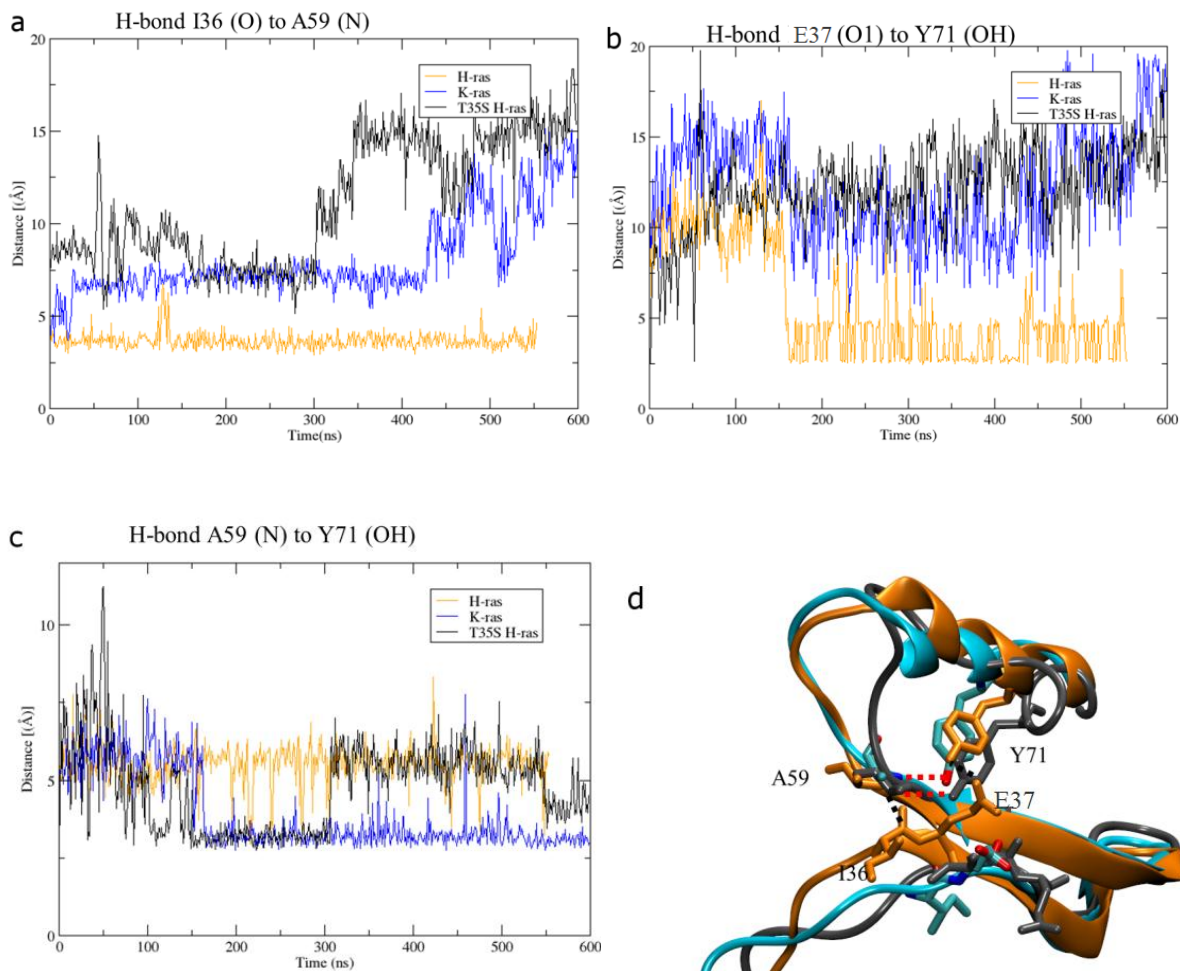 a
H-bond I36 (O) to A59 (N)
20
15
10
5
0
Distance [(Å)]
H-ras
K-ras
T35S H-ras
0 100 200 300 400 500 600
Time(ns)
b
H-bond E37 (O1) to Y71 (OH)
20
15
10
5
0
Distance [(Å)]
H-ras
K-ras
T35S H-ras
0 100 200 300 400 500 600
Time (ns)
c
H-bond A59 (N) to Y71 (OH)
10
5
0
Distance [(Å)]
H-ras
K-ras
T35S H-ras
0 100 200 300 400 500 600
Time (ns)
d
Y71
A59
E37
I36